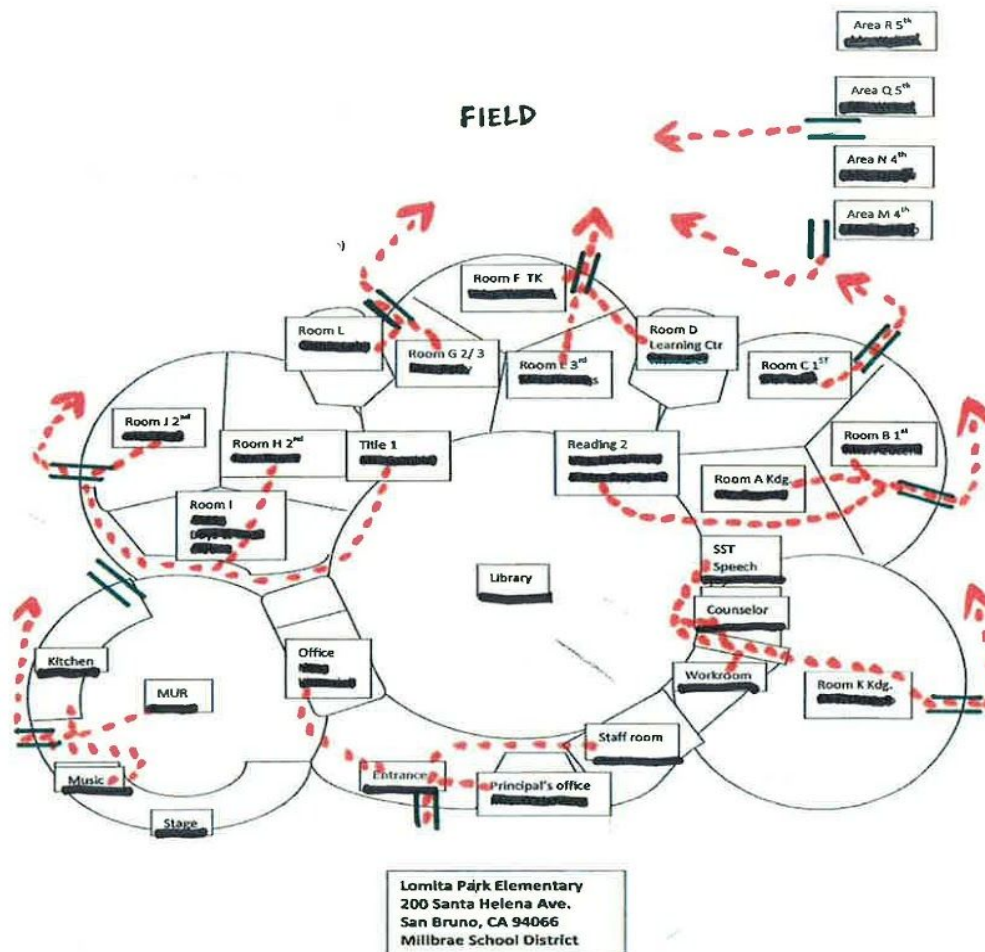 Area R 5th
Area Q 5th
FIELD
Area N 4th
Area M 4th
)
Room F TK
Room L
Room D
Learning Ctr
Room G 2/ 3
Room E 3rd
Room C 1ST
Room J 2nd
Room H 2nd
Title 1
Reading 2
Room B 1st
Room A Kdg.
Room I
SST
Speech
Library
Counselor
Office
Kitchen
MUR
Workroom
Room K Kdg.
Staff room
Entrance
Music
Principal's office
Stage
Lomita Park Elementary
200 Santa Helena Ave.
San Bruno, CA 94066
Millbrae School District